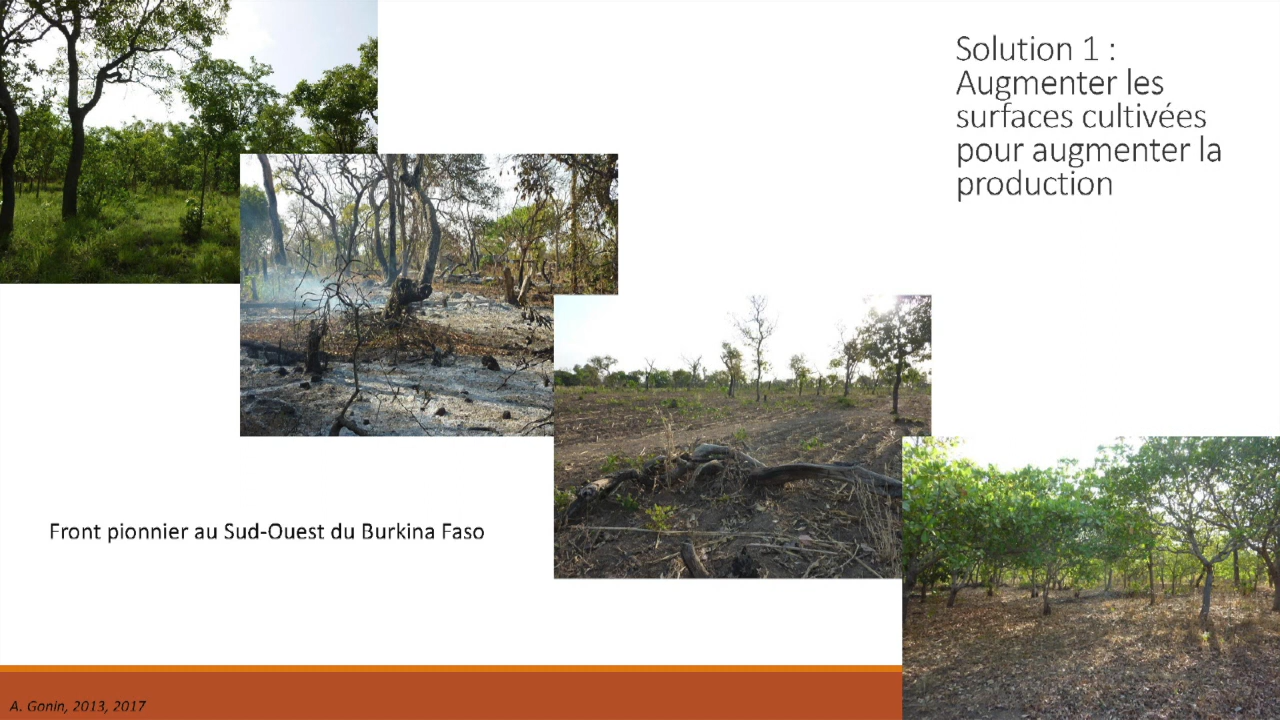 Solution 1 :
Augmenter les
surfaces cultivées
pour augmenter la
production
Front pionnier au Sud-Ouest du Burkina Faso
A. Gonin, 2013, 2017